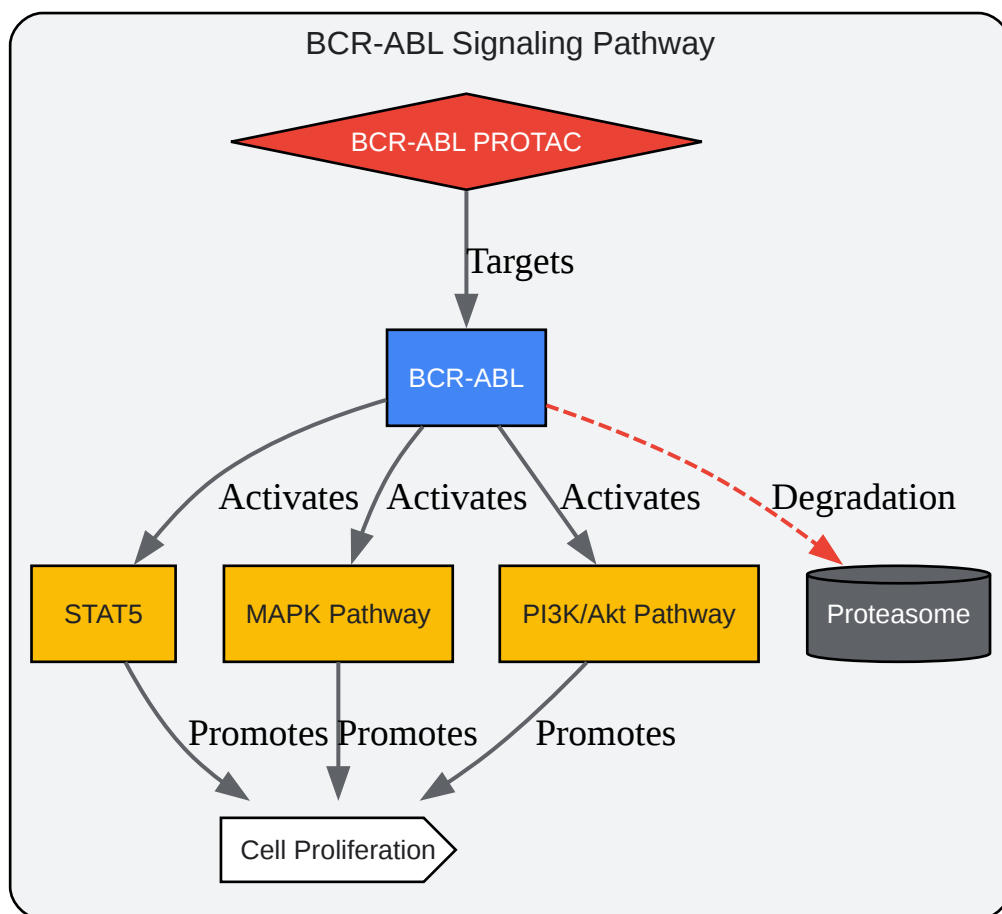 BCR-ABL Signaling Pathway
BCR-ABL PROTAC
Targets
BCR-ABL
Activates
Activates
Activates
Degradation
STAT5
MAPK Pathway
PI3K/Akt Pathway
Proteasome
Promotes
Promotes
Promotes
Cell Proliferation